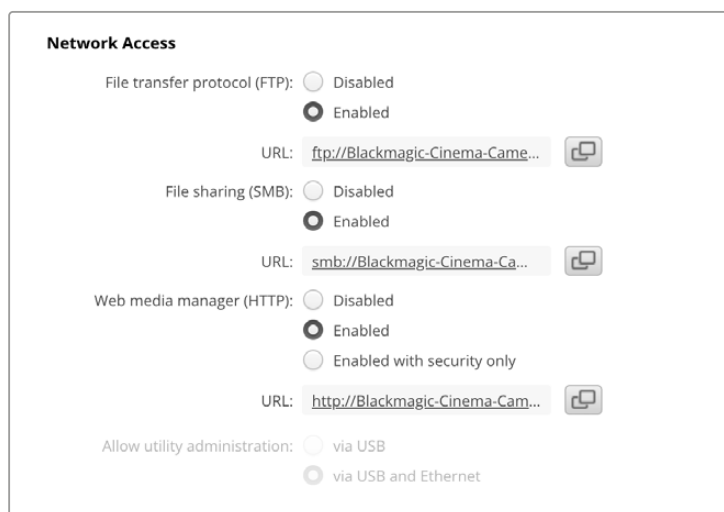 Network Access
File transfer protocol (FTP): Disabled
Enabled
URL: ftp://Blackmagic-Cinema-Came...
File sharing (SMB): Disabled
Enabled
URL: smb://Blackmagic-Cinema-Ca...
Web media manager (HTTP): Disabled
Enabled
Enabled with security only
URL: http://Blackmagic-Cinema-Cam...
Allow utility administration: via USB
via USB and Ethernet